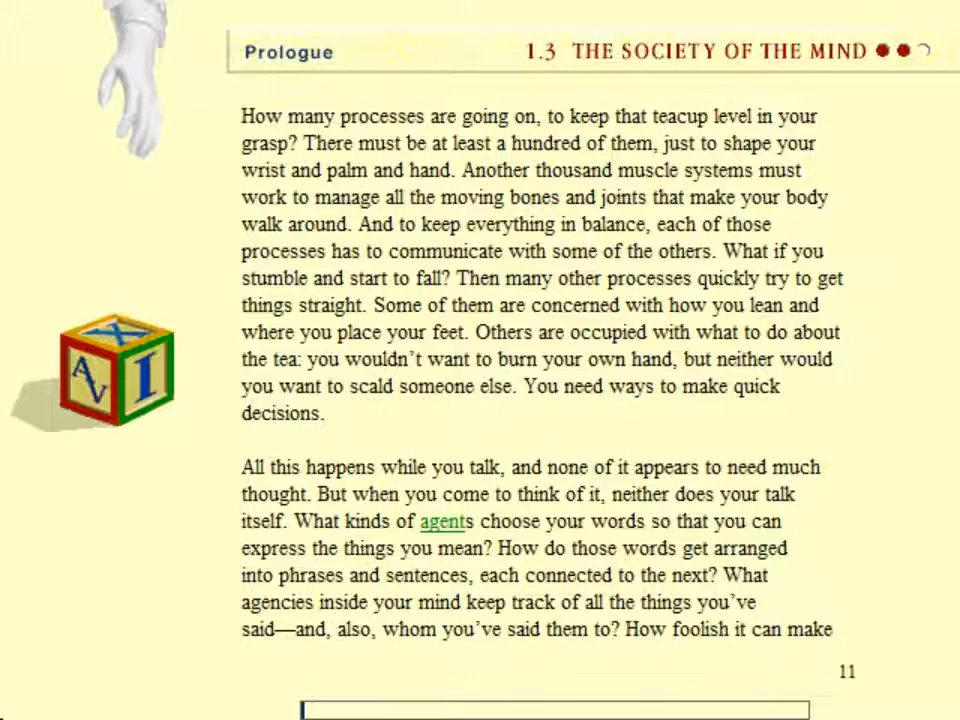 Prologue
1.3 THE SOCIETY OF THE MIND
How many processes are going on, to keep that teacup level in your
grasp? There must be at least a hundred of them, just to shape your
wrist and palm and hand. Another thousand muscle systems must
work to manage all the moving bones and joints that make your body
walk around. And to keep everything in balance, each of those
processes has to communicate with some of the others. What if you
stumble and start to fall? Then many other processes quickly try to get
things straight. Some of them are concerned with how you lean and
where you place your feet. Others are occupied with what to do about
the tea: you wouldn't want to burn your own hand, but neither would
you want to scald someone else. You need ways to make quick
decisions.
All this happens while you talk, and none of it appears to need much
thought. But when you come to think of it, neither does your talk
itself. What kinds of agents choose your words so that you can
express the things you mean? How do those words get arranged
into phrases and sentences, each connected to the next? What
agencies inside your mind keep track of all the things you've
said—and, also, whom you've said them to? How foolish it can make
X
AV
I
11